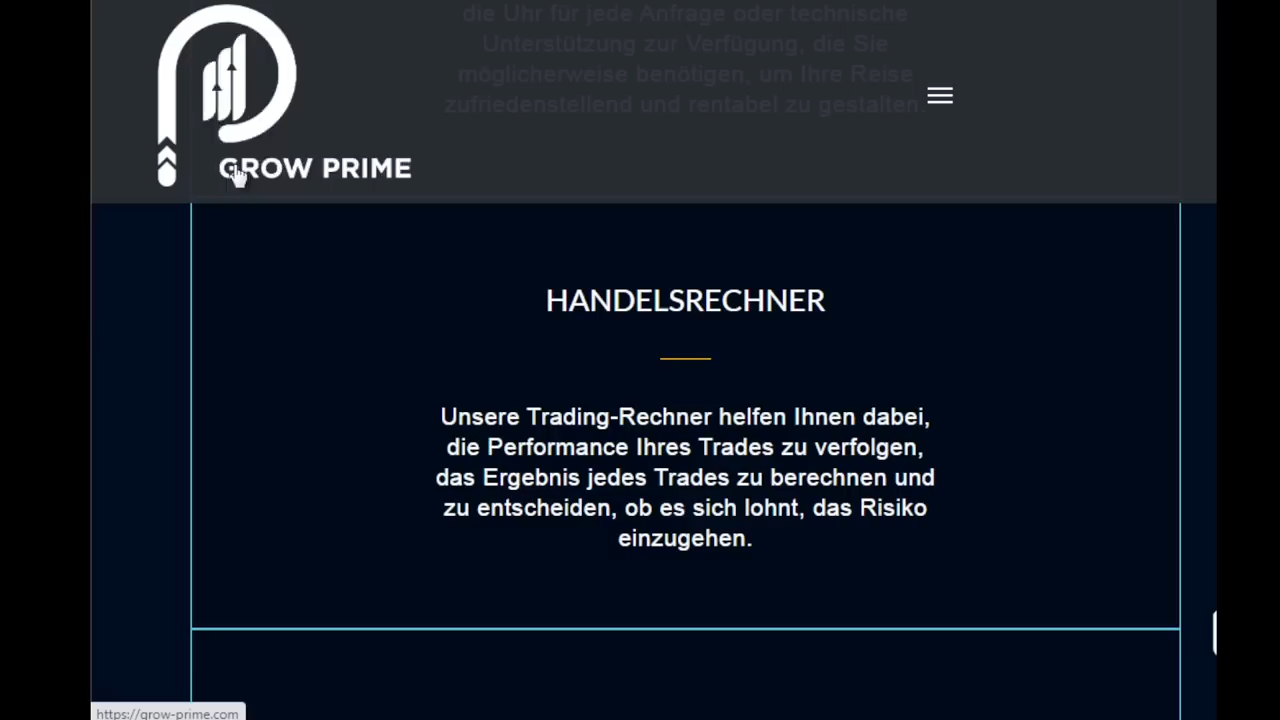 die Uhr für jede Anfrage oder technische
Unterstützung zur Verfügung, die Sie
möglicherweise benötigen, um Ihre Reise
zufriedenstellend und rentabel zu gestalten
GROW PRIME
HANDELSRECHNER
Unsere Trading-Rechner helfen Ihnen dabei,
die Performance Ihres Trades zu verfolgen,
das Ergebnis jedes Trades zu berechnen und
zu entscheiden, ob es sich lohnt, das Risiko
einzugehen.
https://grow-prime.com